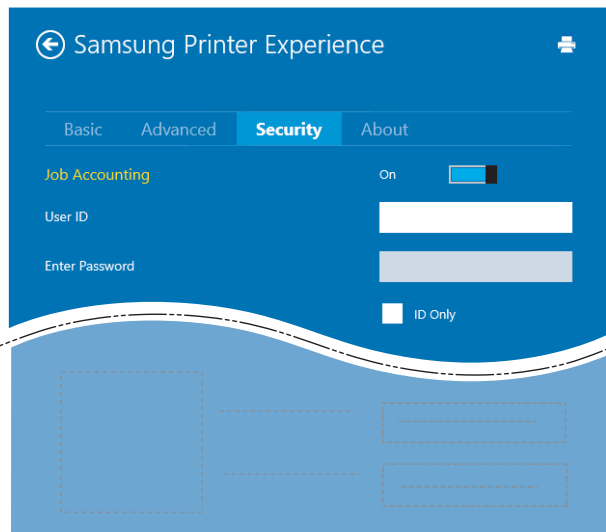 Samsung Printer Experience
Basic Advanced Security About
Job Accounting On
User ID
Enter Password
ID Only